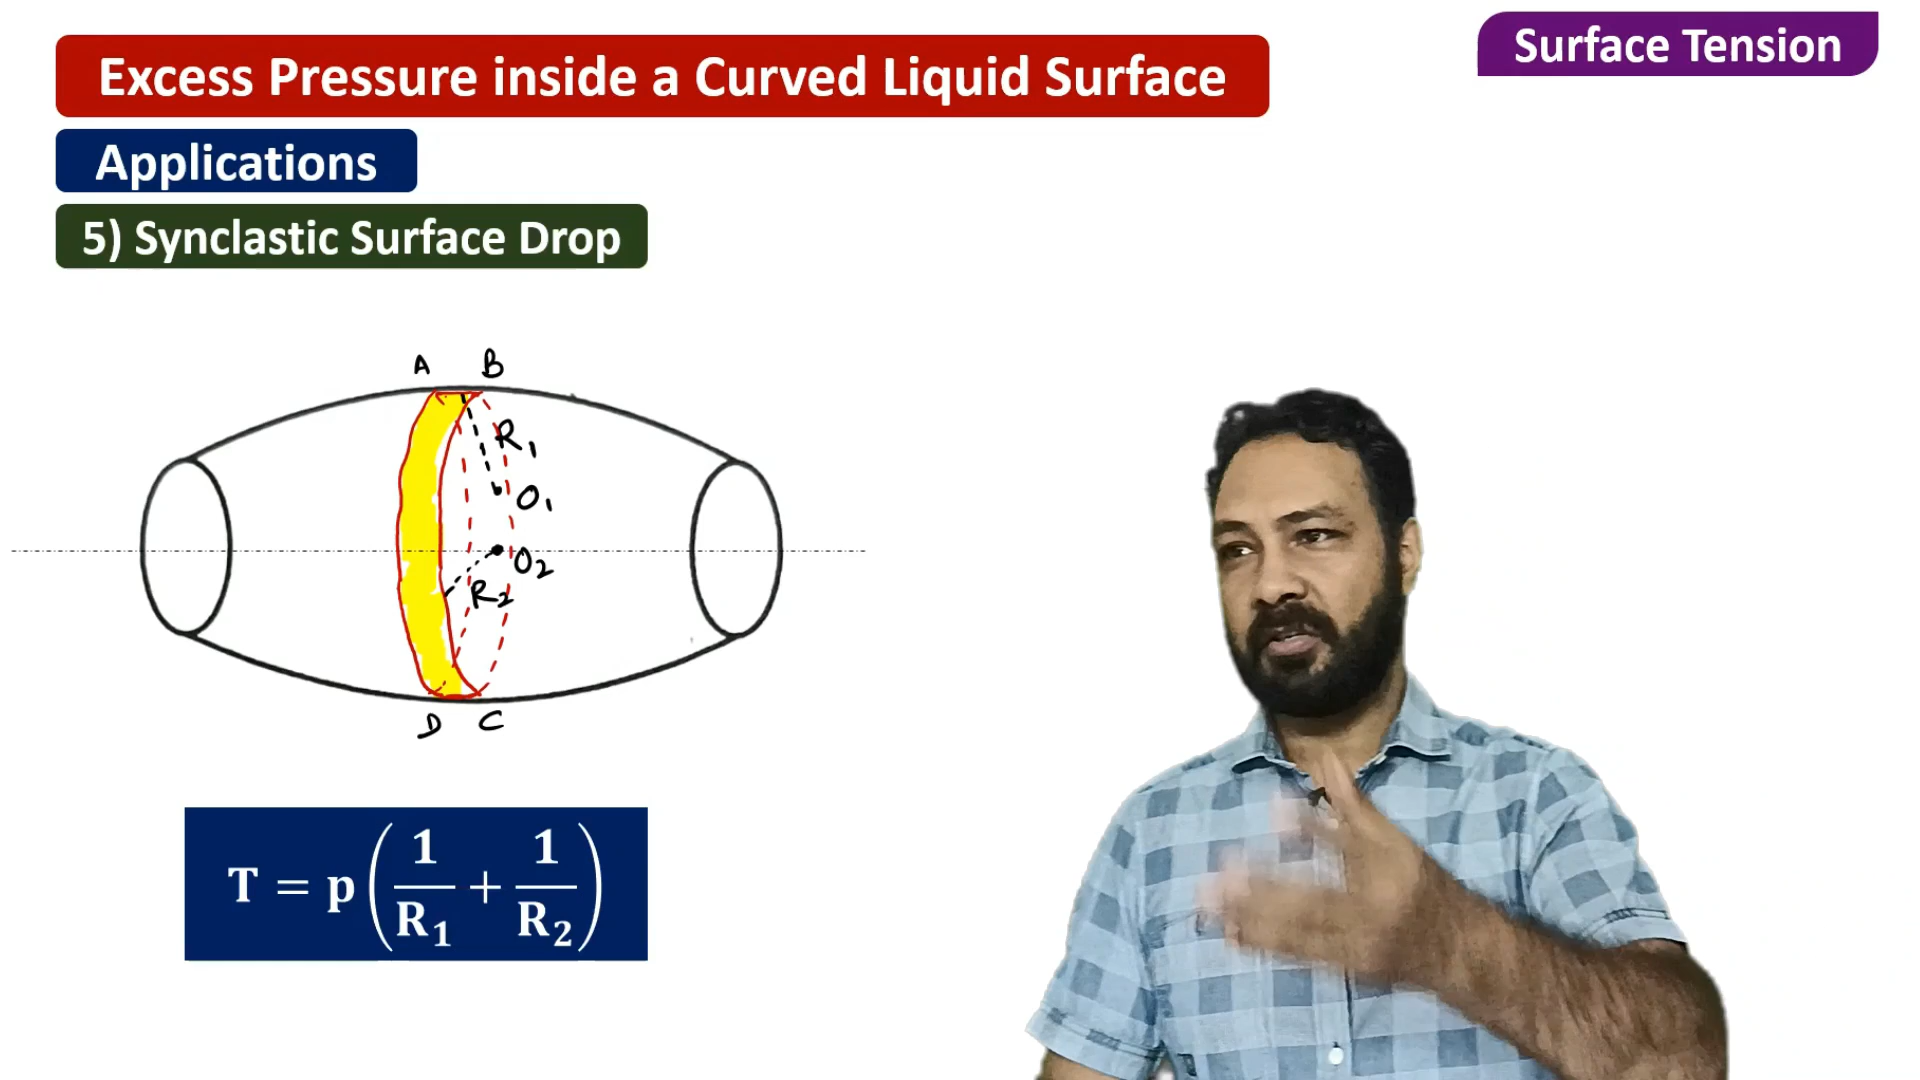 Surface Tension
Excess Pressure inside a Curved Liquid Surface
Applications
5) Synclastic Surface Drop
A B
R₁
O₁
O₂
R₂
D C
T = p(1/R₁ + 1/R₂)